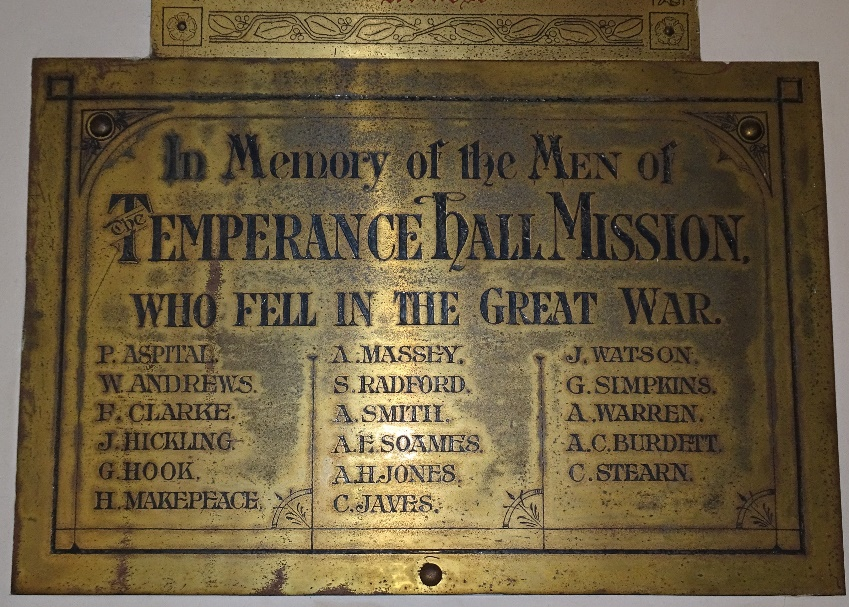 In Memory of the Men of
The Temperance Hall Mission,
who fell in the Great War.
P. ASPITAL.
W. ANDREWS.
F. CLARKE.
J. HICKLING.
G. HOOK.
H. MAKEPEACE.
A. MASSEY.
S. RADFORD.
A. SMITH.
A.E. SOAMES.
A.H. JONES.
C. JAVES.
J. WATSON.
G. SIMPKINS.
A. WARREN.
A.C. BURDETT.
C. STEARN.